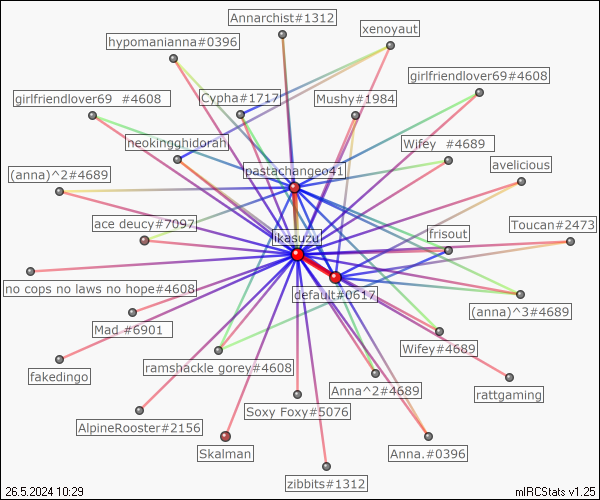 Annarchist#1312
xenoyaut
hypomanianna#0396
girlfriendlover69#4608
girlfriendlover69  #4608
Cypha#1717
Mushy#1984
neokingghidorah
Wifey  #4689
pastachangeo41
avelicious
(anna)^2#4689
ace deucy#7097
Toucan#2473
ikasuzu
frisout
no cops no laws no hope#4608
default#0617
(anna)^3#4689
Mad #6901
Wifey#4689
ramshackle gorey#4608
fakedingo
Anna^2#4689
rattgaming
Soxy Foxy#5076
AlpineRooster#2156
Skalman
Anna.#0396
zibbits#1312
26.5.2024 10:29
mIRCStats v1.25